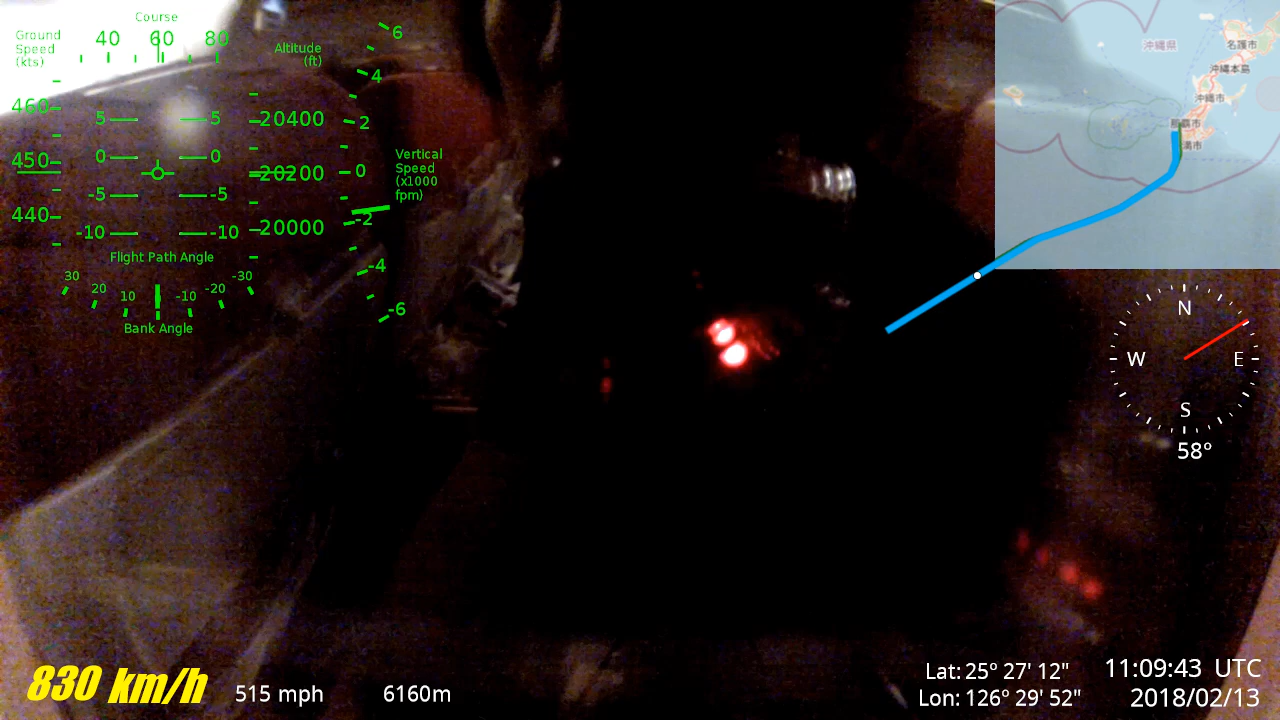 Course
Ground
Speed
(kts)
40 60 80
460
450
440
5 5
0 0
-5 -5
-10 -10
Flight Path Angle
30 20 10 -10 -20 -30
Bank Angle
Altitude
(ft)
20400
20200
20000
6
4
2
0
-2
-4
-6
Vertical
Speed
(x1000
fpm)
沖縄県
名護市
沖縄本島
沖縄市
那覇市
N
W E
S
58°
830 km/h
515 mph
6160m
Lat: 25° 27' 12"
Lon: 126° 29' 52"
11:09:43 UTC
2018/02/13